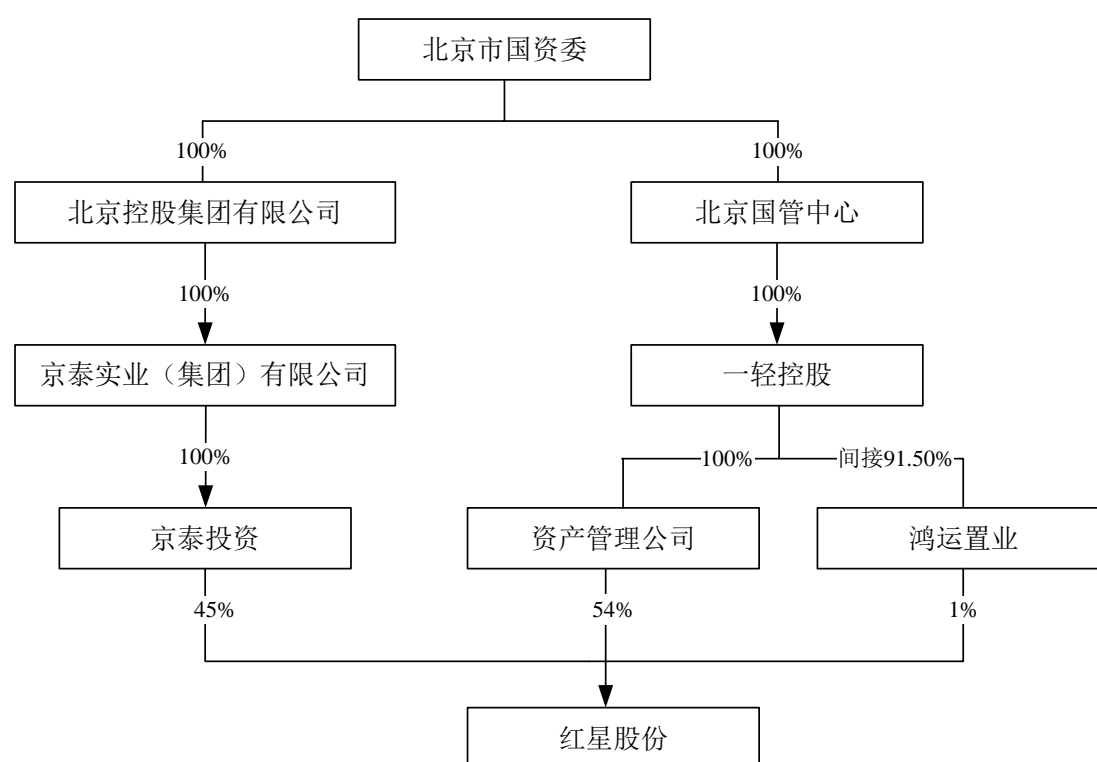 北京市国资委
100%
100%
北京控股集团有限公司
北京国管中心
100%
100%
京泰实业（集团）有限公司
一轻控股
100%
100%
间接91.50%
京泰投资
资产管理公司
鸿运置业
45%
54%
1%
红星股份